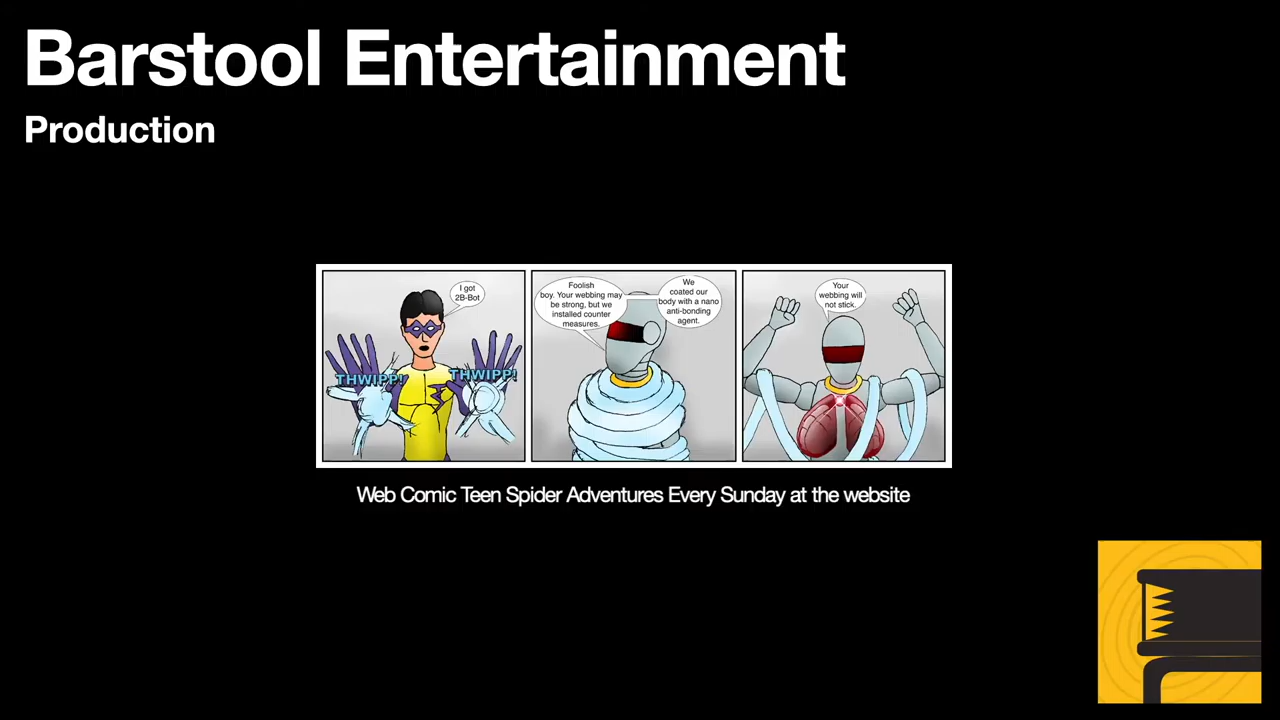 Barstool Entertainment
Production
I got
2B-Bot
THWIPP!
THWIPP!
Foolish
boy. Your webbing may
be strong, but we
installed counter
measures.
We
coated our
body with a nano
anti-bonding
agent.
Your
webbing will
not stick.
Web Comic Teen Spider Adventures Every Sunday at the website